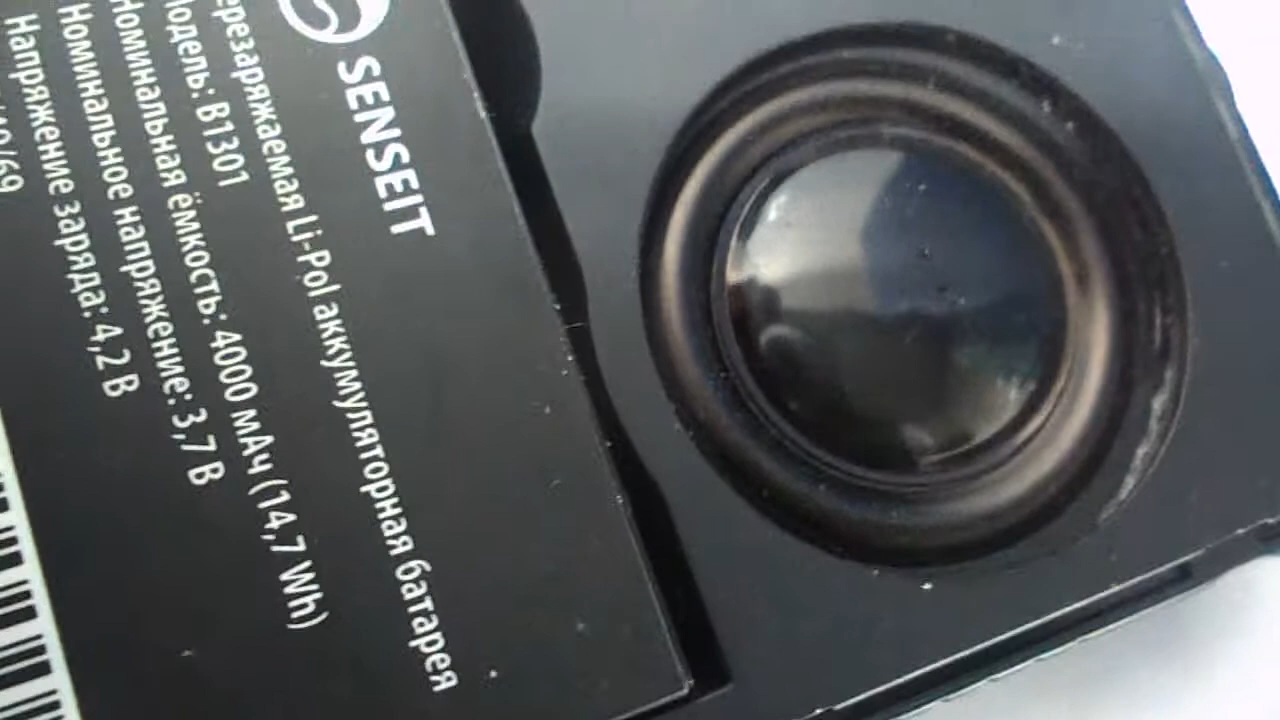 SENSEIT
ерезаряжаемая Li-Pol аккумуляторная батарея
одель: B1301
Номинальная ёмкость: 4000 мАч (14,7 Wh)
Номинальное напряжение: 3,7 В
Напряжение заряда: 4,2 В
/69